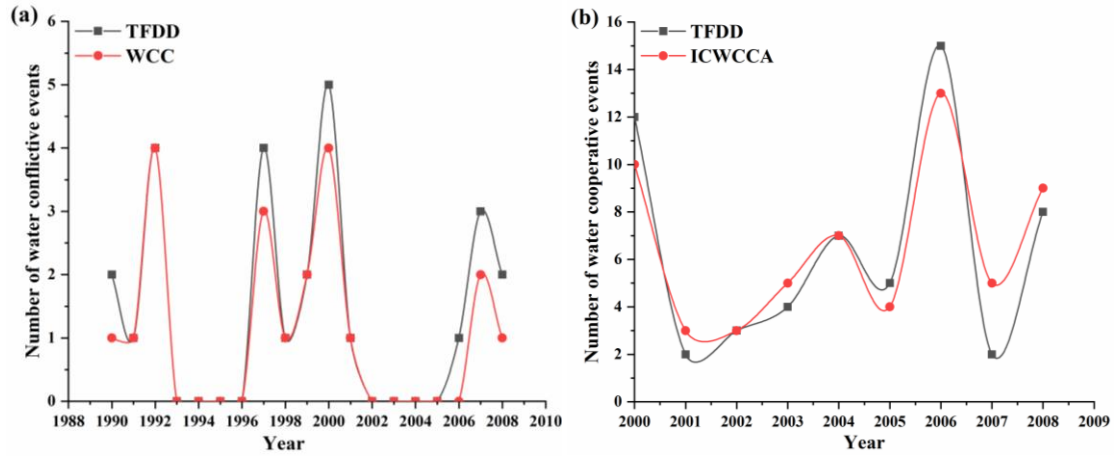 (a)
TFDD
WCC
Number of water conflictive events
6
5
4
3
2
1
0
1988 1990 1992 1994 1996 1998 2000 2002 2004 2006 2008 2010
Year
(b)
TFDD
ICWCCA
Number of water cooperative events
16
14
12
10
8
6
4
2
0
2000 2001 2002 2003 2004 2005 2006 2007 2008 2009
Year